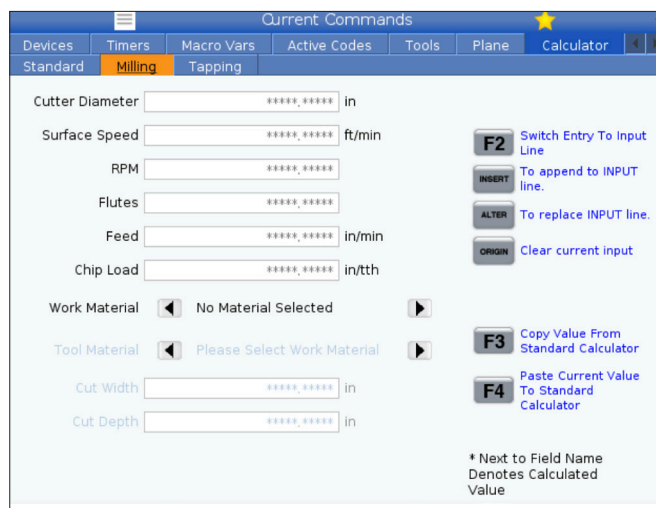 Current Commands
Devices Timers Macro Vars Active Codes Tools Plane Calculator
Standard Milling Tapping
Cutter Diameter *****.***** in
Surface Speed *****.***** ft/min
RPM *****.*****
Flutes *****.*****
Feed *****.***** in/min
Chip Load *****.***** in/tth
Work Material No Material Selected
Tool Material Please Select Work Material
Cut Width *****.***** in
Cut Depth *****.***** in
F2 Switch Entry To Input
Line
INSERT To append to INPUT
line.
ALTER To replace INPUT line.
ORIGIN Clear current input
F3 Copy Value From
Standard Calculator
F4 Paste Current Value
To Standard
Calculator
* Next to Field Name
Denotes Calculated
Value